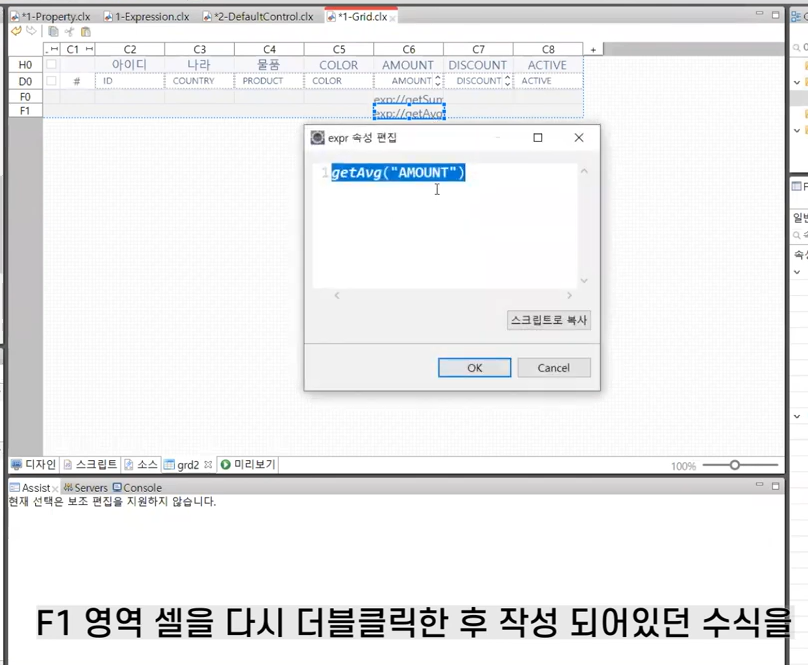 *1-Property.clx 1-Expression.clx *2-DefaultControl.clx *1-Grid.clx
C1 C2 C3 C4 C5 C6 C7 C8 +
H0 아이디 나라 물품 COLOR AMOUNT DISCOUNT ACTIVE
D0 # ID COUNTRY PRODUCT COLOR AMOUNT DISCOUNT ACTIVE
F0 exp://getSum
F1 exp://getAvg
expr 속성 편집
1 getAvg("AMOUNT")
스크립트로 복사
OK Cancel
일반
속성
디자인 스크립트 소스 grd2 미리보기 100%
Assist Servers Console
현재 선택은 보조 편집을 지원하지 않습니다.
F1 영역 셀을 다시 더블클릭한 후 작성 되어있던 수식을